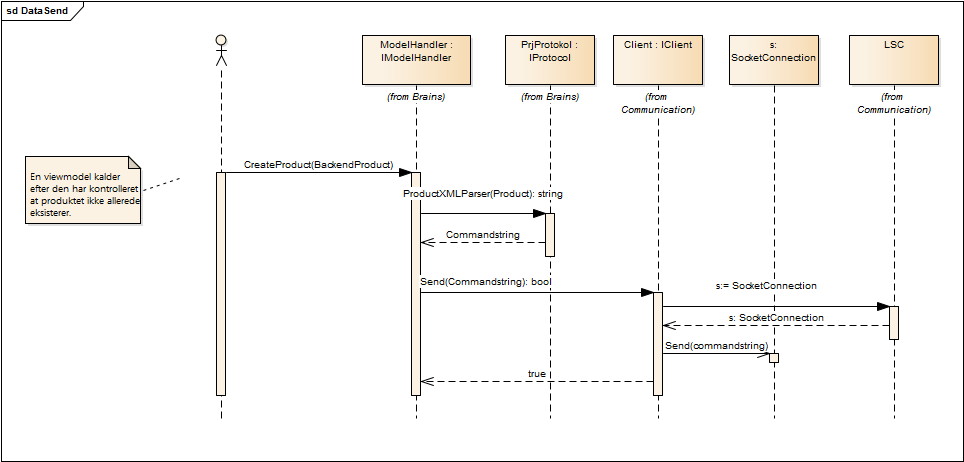 sd DataSend
ModelHandler :
IModelHandler
PrjProtokol :
IProtocol
Client : IClient
s:
SocketConnection
LSC
(from Brains)
(from Brains)
(from
Communication)
(from
Communication)
CreateProduct(BackendProduct)
En viewmodel kalder
efter den har kontrolleret
at produktet ikke allerede
eksisterer.
ProductXMLParser(Product): string
Commandstring
Send(Commandstring): bool
s:= SocketConnection
s: SocketConnection
Send(commandstring)
true